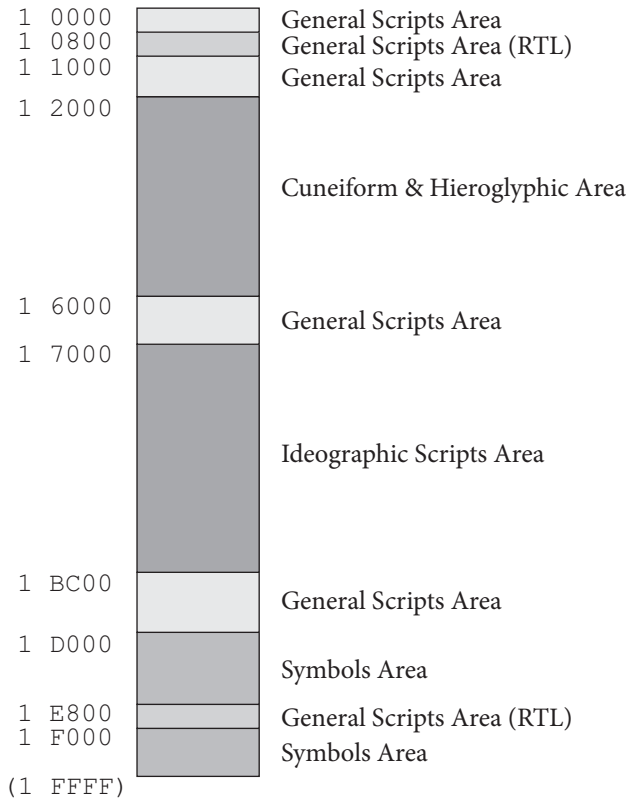 1 0000 General Scripts Area
1 0800 General Scripts Area (RTL)
1 1000 General Scripts Area
1 2000
Cuneiform & Hieroglyphic Area
1 6000 General Scripts Area
1 7000
Ideographic Scripts Area
1 BC00 General Scripts Area
1 D000 Symbols Area
1 E800 General Scripts Area (RTL)
1 F000 Symbols Area
(1 FFFF)